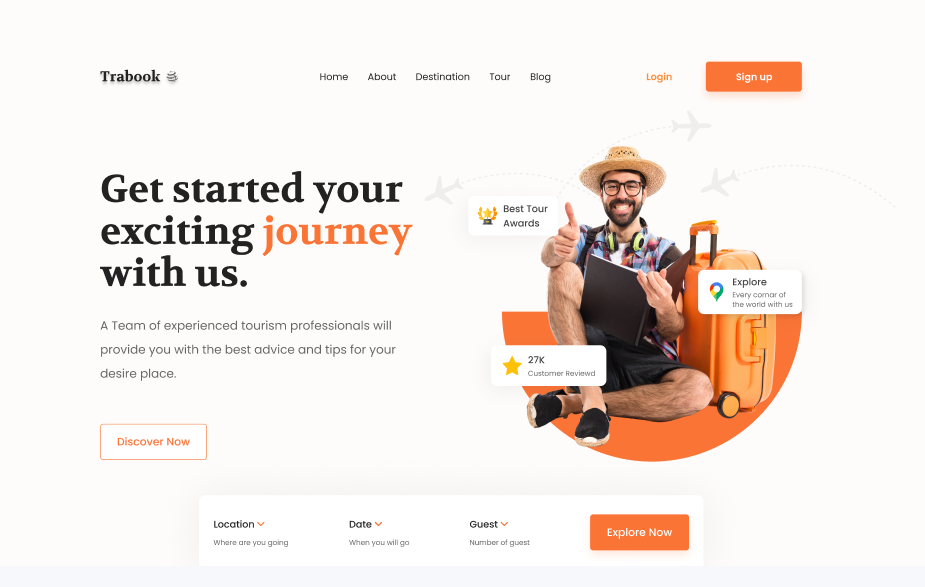 Trabook
Home About Destination Tour Blog
Login
Sign up
Get started your
exciting journey
with us.
A Team of experienced tourism professionals will
provide you with the best advice and tips for your
desire place.
Discover Now
Best Tour
Awards
Explore
Every cornar of
the world with us
27K
Customer Reviewd
Location Date Guest
Where are you going When you will go Number of guest
Explore Now